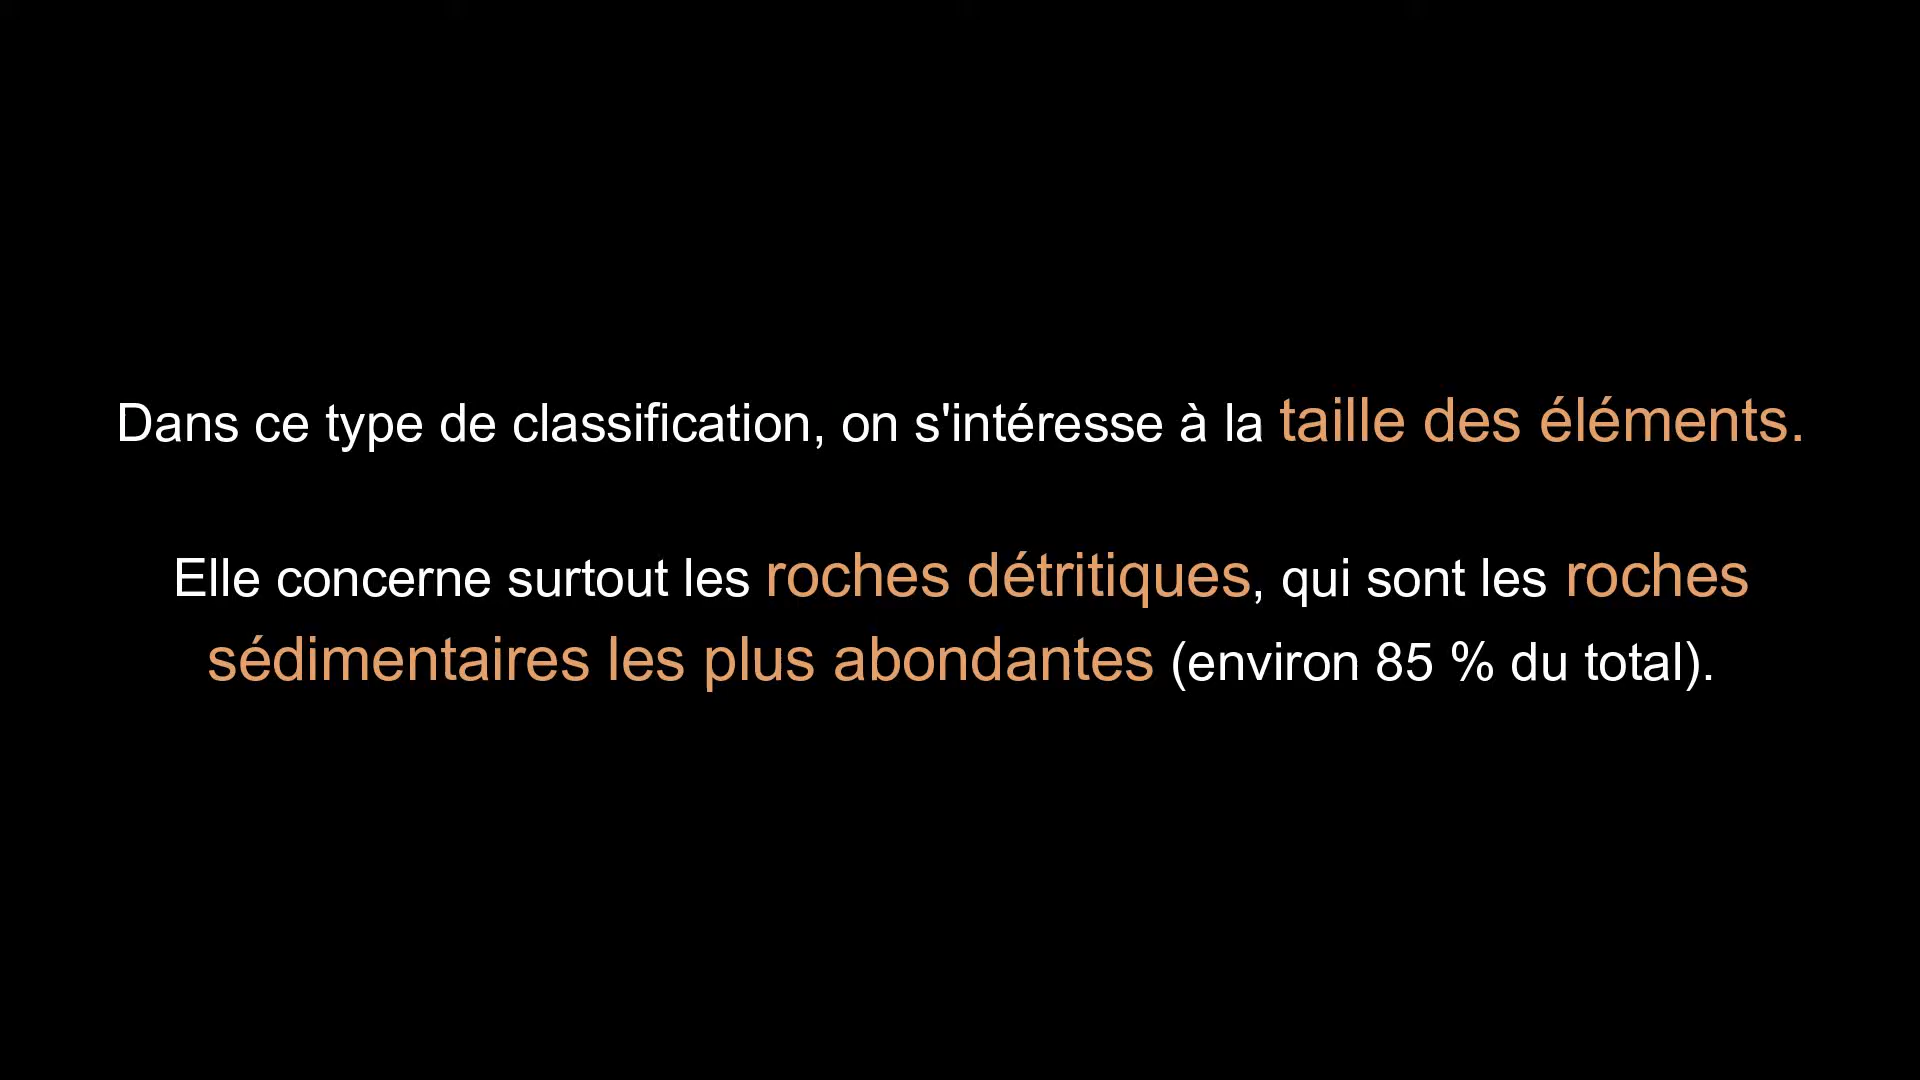 Dans ce type de classification, on s'intéresse à la taille des éléments.
Elle concerne surtout les roches détritiques, qui sont les roches
sédimentaires les plus abondantes (environ 85 % du total).